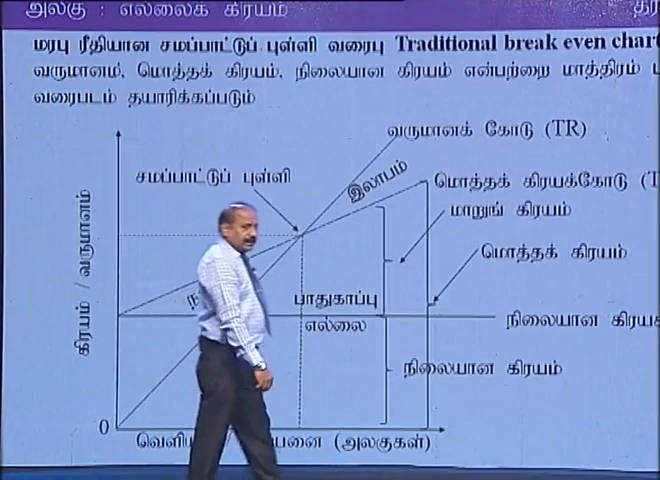 அலகு : எல்லைக் கிரயம்
மரபு ரீதியான சமப்பாட்டுப் புள்ளி வரைபு Traditional break even chart
வருமானம், மொத்தக் கிரயம், நிலையான கிரயம் என்பற்றை மாத்திரம்
வரைபடம் தயாரிக்கப்படும்
வருமானக் கோடு (TR)
இலாபம்
சமப்பாட்டுப் புள்ளி
மொத்தக் கிரயக்கோடு (T
மாறுங் கிரயம்
மொத்தக் கிரயம்
கிரயம் / வருமானம்
பாதுகாப்பு
எல்லை
நிலையான கிரயக
நிலையான கிரயம்
0
(அலகுகள்)